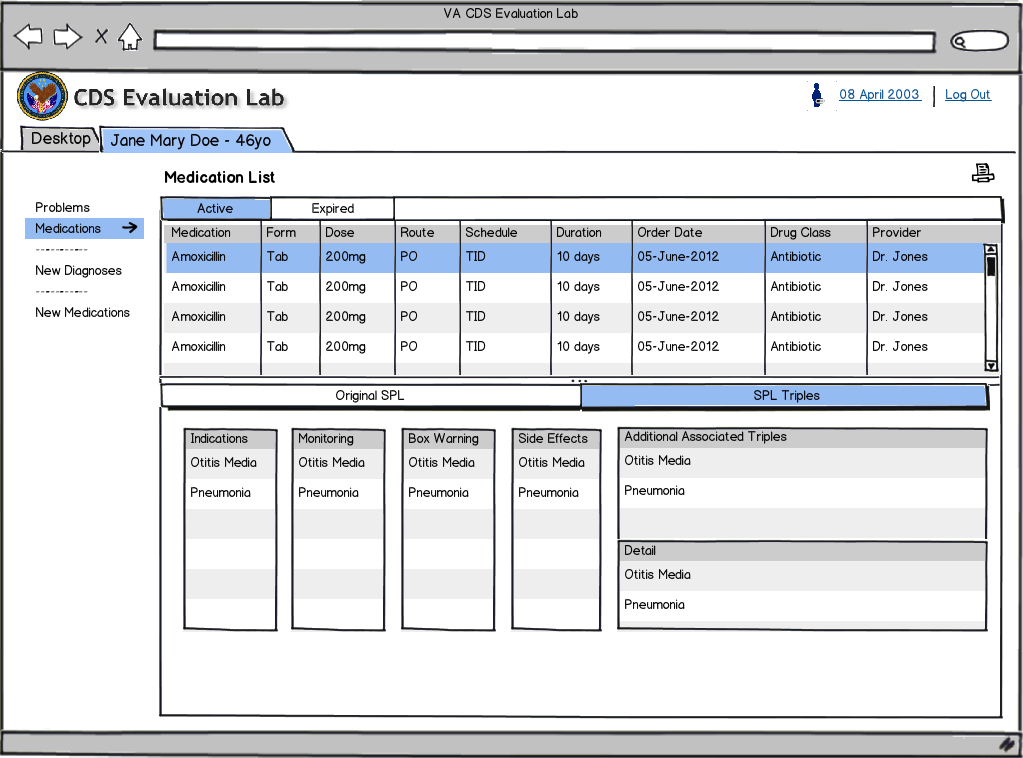 VA CDS Evaluation Lab
CDS Evaluation Lab
08 April 2003 | Log Out
Desktop
Jane Mary Doe - 46yo
Medication List
Problems
Medications
----------
New Diagnoses
----------
New Medications
Active Expired
Medication Form Dose Route Schedule Duration Order Date Drug Class Provider
Amoxicillin Tab 200mg PO TID 10 days 05-June-2012 Antibiotic Dr. Jones
Amoxicillin Tab 200mg PO TID 10 days 05-June-2012 Antibiotic Dr. Jones
Amoxicillin Tab 200mg PO TID 10 days 05-June-2012 Antibiotic Dr. Jones
Amoxicillin Tab 200mg PO TID 10 days 05-June-2012 Antibiotic Dr. Jones
Original SPL SPL Triples
Indications
Otitis Media
Pneumonia
Monitoring
Otitis Media
Pneumonia
Box Warning
Otitis Media
Pneumonia
Side Effects
Otitis Media
Pneumonia
Additional Associated Triples
Otitis Media
Pneumonia
Detail
Otitis Media
Pneumonia